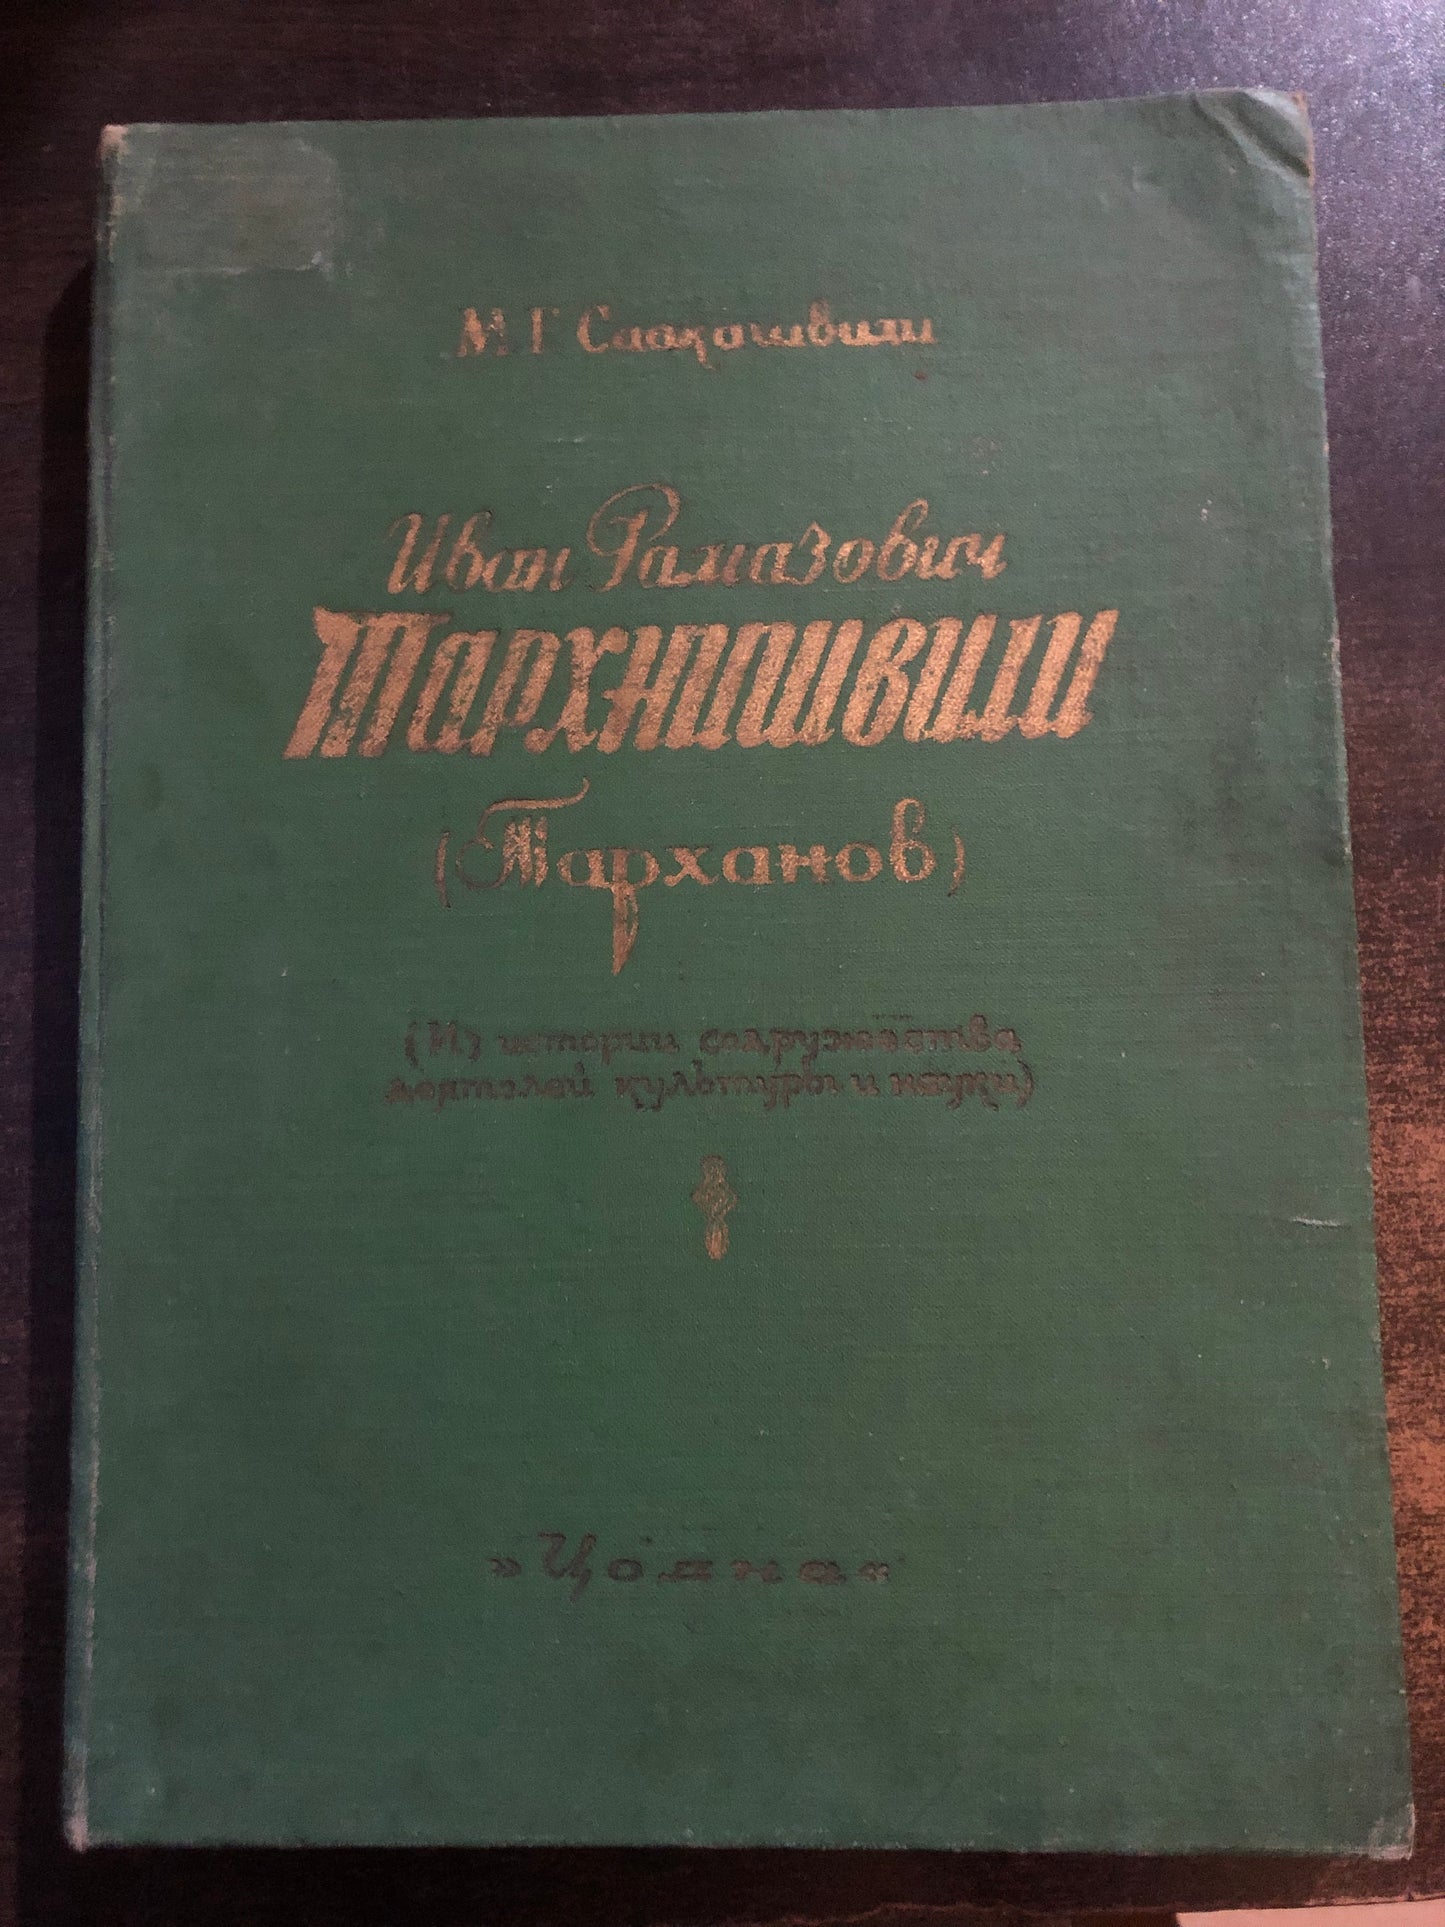 М. Г. Саакашвили
Иван Рамазович
ТАРХНИШВИЛИ
(Тарханов)
(Из истории содружества
деятелей культуры и науки)
»Цодна«